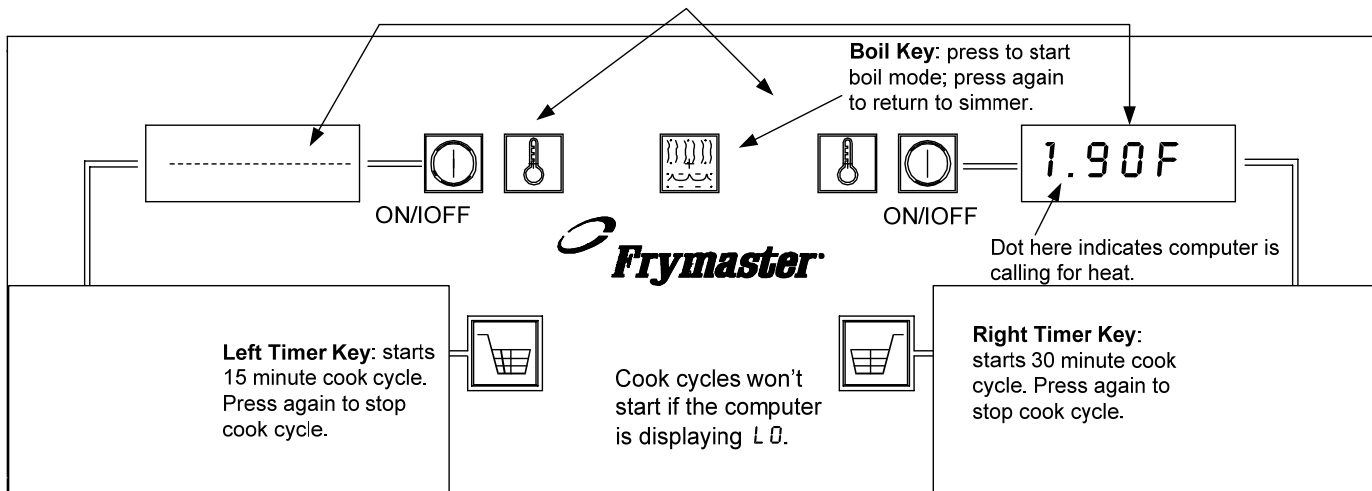 Boil Key: press to start
boil mode; press again
to return to simmer.
1.90F
ON/IOFF
ON/IOFF
Dot here indicates computer is
calling for heat.
Frymaster
Left Timer Key: starts
15 minute cook cycle.
Press again to stop
cook cycle.
Cook cycles won’t
start if the computer
is displaying LO.
Right Timer Key:
starts 30 minute cook
cycle. Press again to
stop cook cycle.